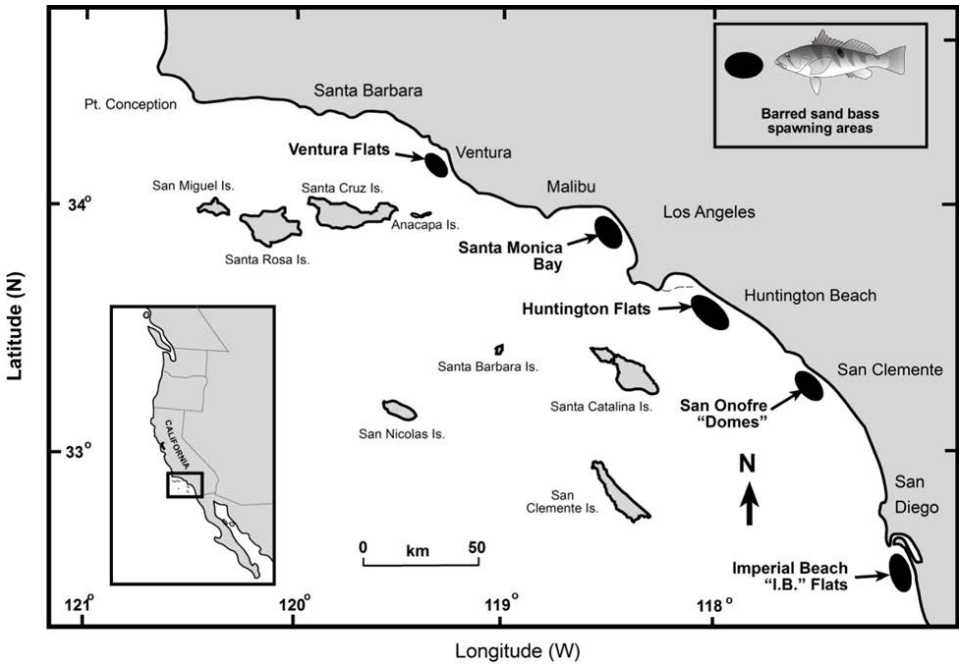 Barred sand bass
spawning areas
Santa Barbara
Pt. Conception
Ventura Flats
Ventura
San Miguel Is.
Santa Cruz Is.
Malibu
34°
Anacapa Is.
Los Angeles
Santa Rosa Is.
Santa Monica
Bay
Huntington Flats
Huntington Beach
Latitude (N)
Santa Barbara Is.
San Clemente
Santa Catalina Is.
San Onofre
“Domes”
San Nicolas Is.
33°
CALIFORNIA
N
San
Clemente Is.
San
Diego
0 km 50
Imperial Beach
“I.B.” Flats
121° 120° 119° 118°
Longitude (W)